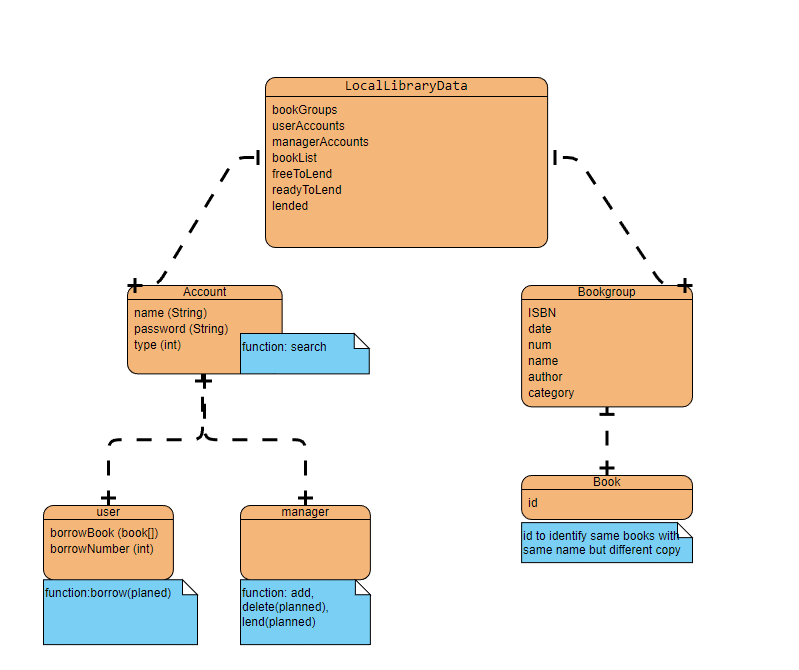 LocalLibraryData
bookGroups
userAccounts
managerAccounts
bookList
freeToLend
readyToLend
lended
Account
name (String)
password (String)
type (int)
function: search
Bookgroup
ISBN
date
num
name
author
category
user
borrowBook (book[])
borrowNumber (int)
function:borrow(planed)
manager
function: add,
delete(planned),
lend(planned)
Book
id
id to identify same books with
same name but different copy